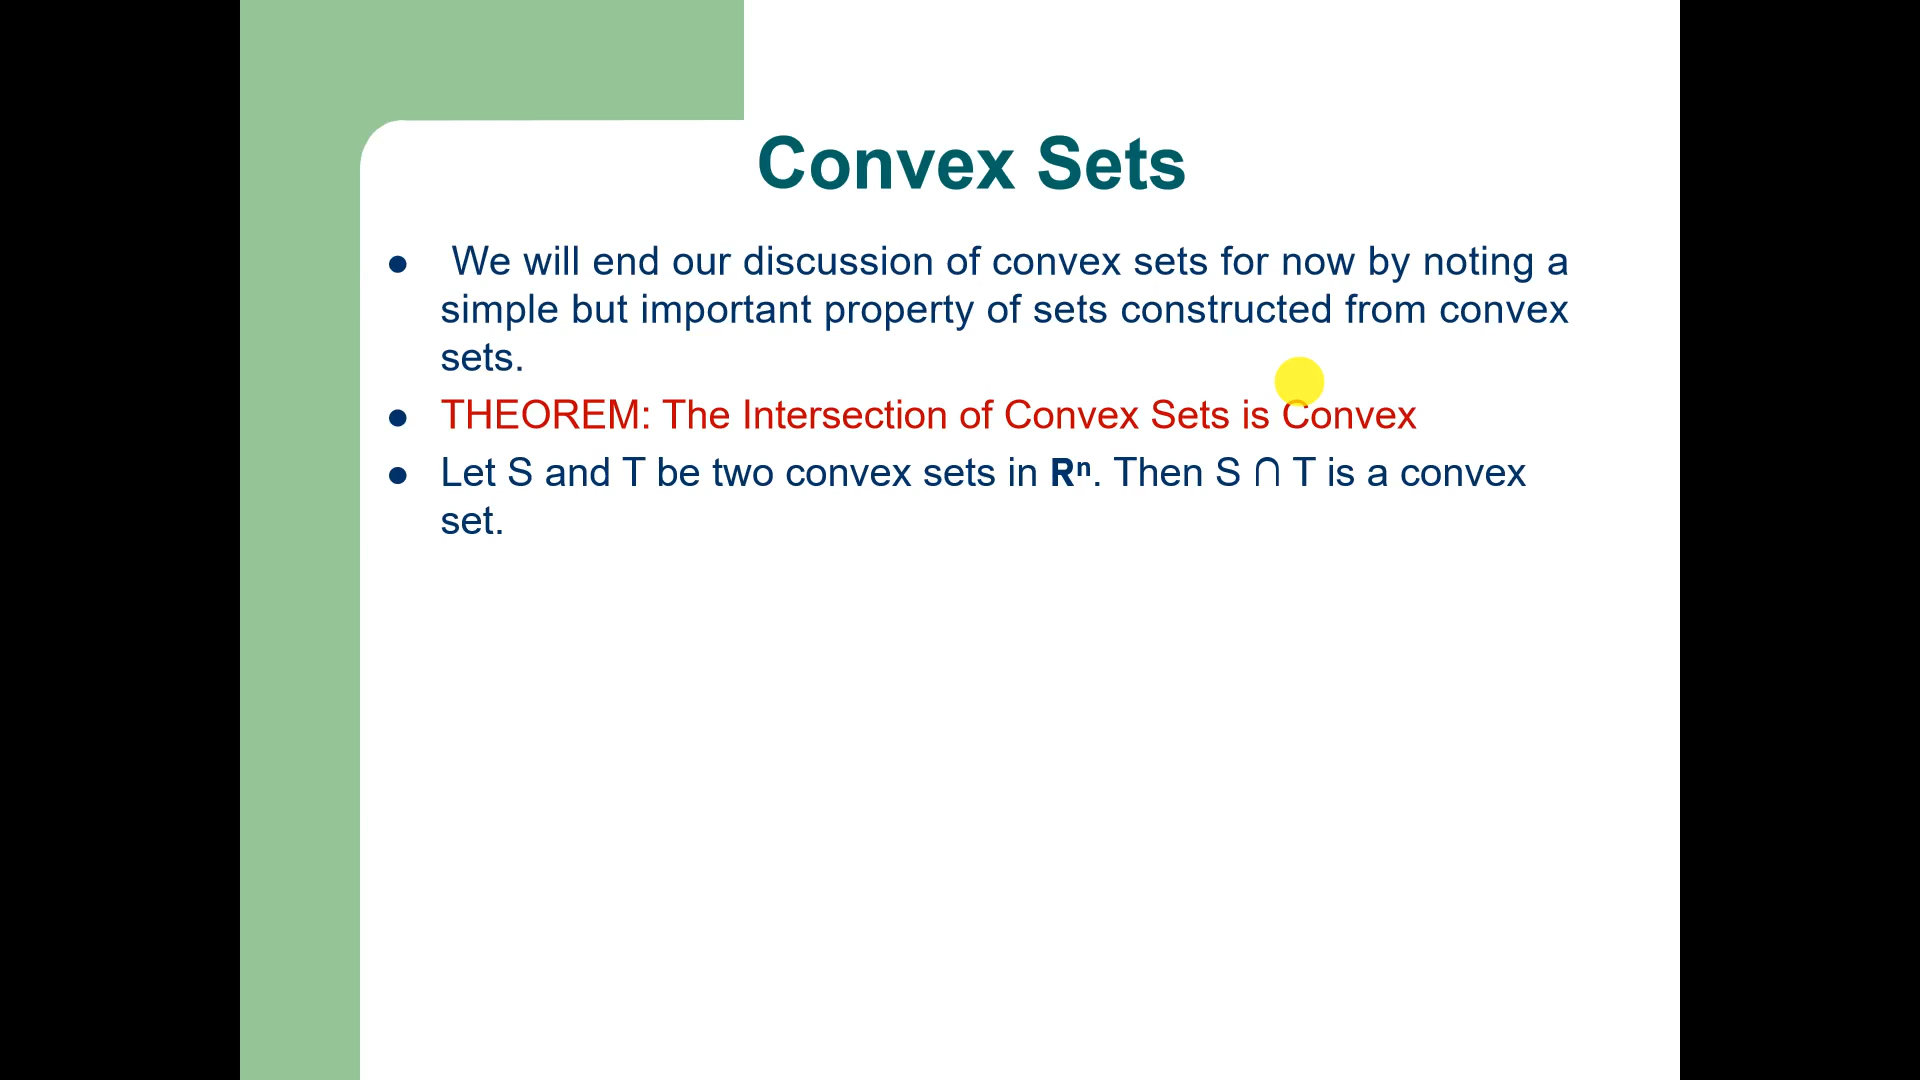 Convex Sets
● We will end our discussion of convex sets for now by noting a
simple but important property of sets constructed from convex
sets.
● THEOREM: The Intersection of Convex Sets is Convex
● Let S and T be two convex sets in Rⁿ. Then S ∩ T is a convex
set.